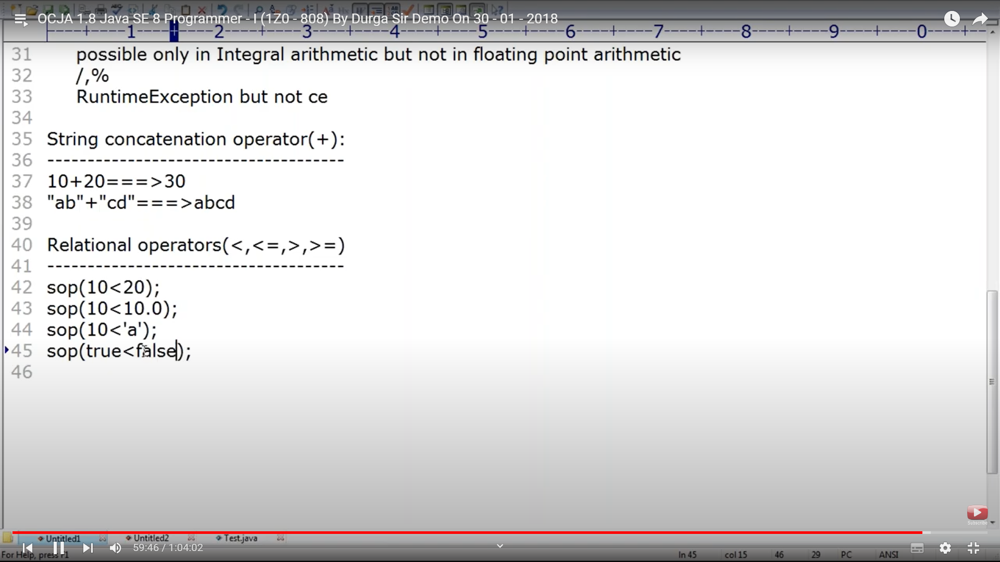 OCJA 1.8 Java SE 8 Programmer - I (1Z0 - 808) By Durga Sir Demo On 30 - 01 - 2018
|----+----1----+----2----+----3----+----4----+----5----+----6----+----7----+----8----+----9----+----0----+--
31 possible only in Integral arithmetic but not in floating point arithmetic
32 /,%
33 RuntimeException but not ce
34
35 String concatenation operator(+):
36 -------------------------------------
37 10+20===>30
38 "ab"+"cd"===>abcd
39
40 Relational operators(<,<=,>,>=)
41 -------------------------------------
42 sop(10<20);
43 sop(10<10.0);
44 sop(10<'a');
45 sop(true<false);
46
Subscribe
Untitled1 Untitled2 Test.java
59:46 / 1:04:02
For Help, press F1 ln 45 col 15 46 29 PC ANSI